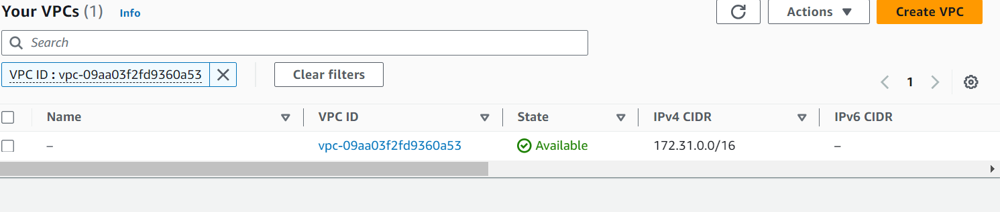 Your VPCs (1) Info Actions Create VPC
Search
VPC ID : vpc-09aa03f2fd9360a53 Clear filters
1
Name VPC ID State IPv4 CIDR IPv6 CIDR
– vpc-09aa03f2fd9360a53 Available 172.31.0.0/16 –